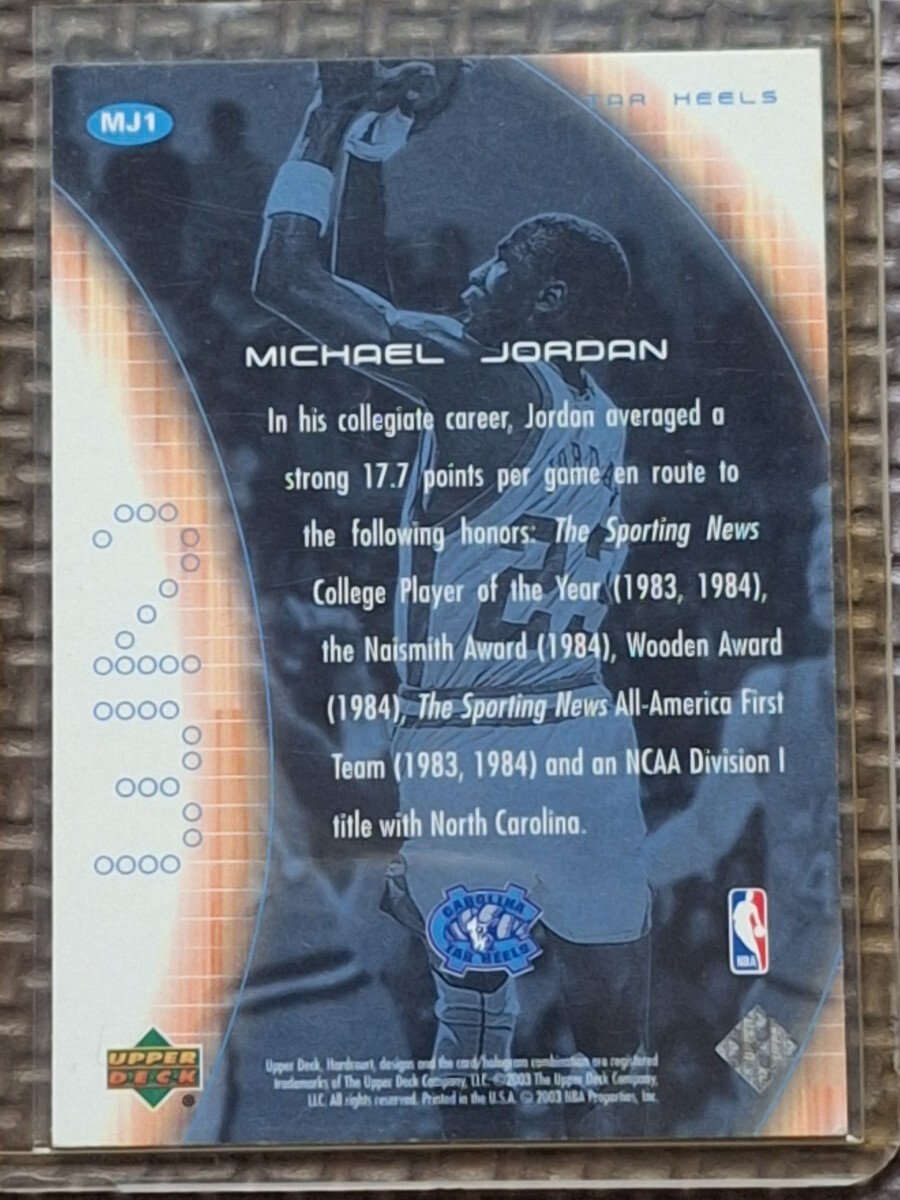 MJ1
TAR HEELS
MICHAEL JORDAN
In his collegiate career, Jordan averaged a
strong 17.7 points per game en route to
the following honors: The Sporting News
College Player of the Year (1983, 1984),
the Naismith Award (1984), Wooden Award
(1984), The Sporting News All-America First
Team (1983, 1984) and an NCAA Division I
title with North Carolina.
23
CAROLINA
TAR HEELS
NBA
UPPER
DECK
Upper Deck, Hardcourt, designs and the card/hologram combination are registered
trademarks of The Upper Deck Company, LLC. ©2003 The Upper Deck Company,
LLC. All rights reserved. Printed in the U.S.A. © 2003 NBA Properties, Inc.